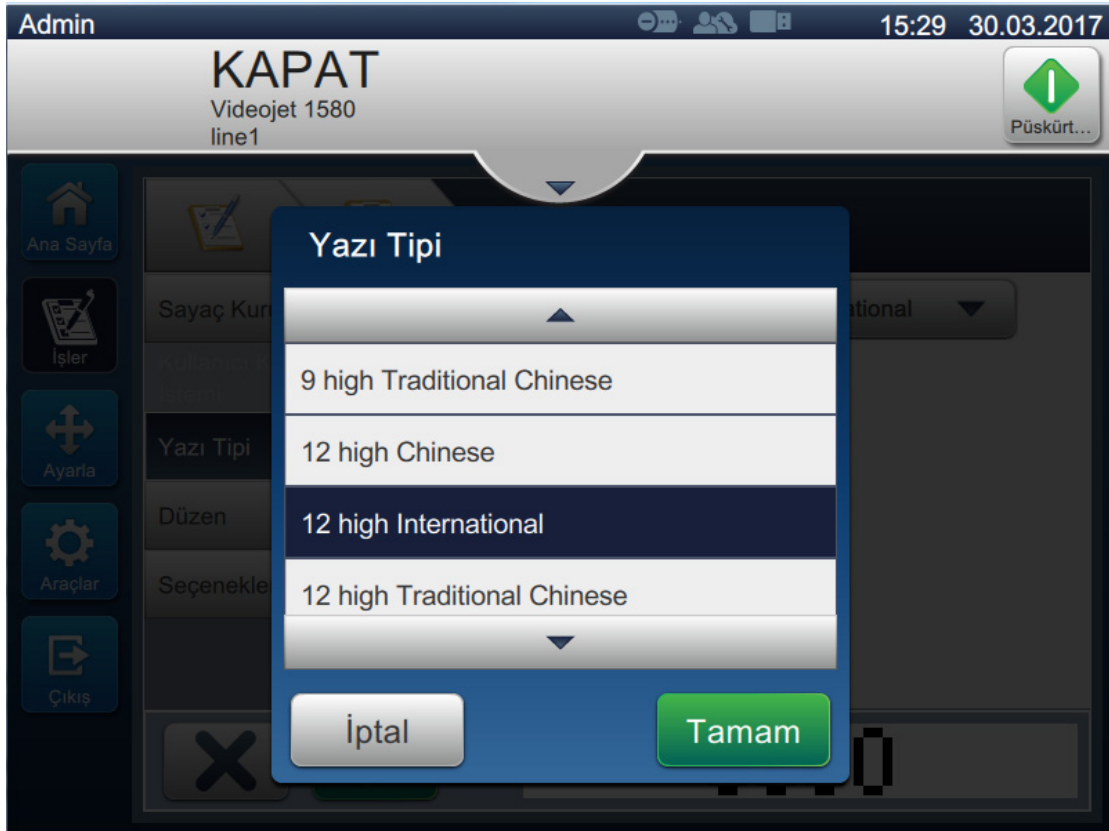 Admin
15:29 30.03.2017
KAPAT
Videojet 1580
line1
Püskürt...
Ana Sayfa
İşler
Ayarla
Araçlar
Çıkış
Sayaç Kur
Kullanıcı K
Yazı Tipi
Düzen
Seçenekle
ational
Yazı Tipi
9 high Traditional Chinese
12 high Chinese
12 high International
12 high Traditional Chinese
İptal
Tamam